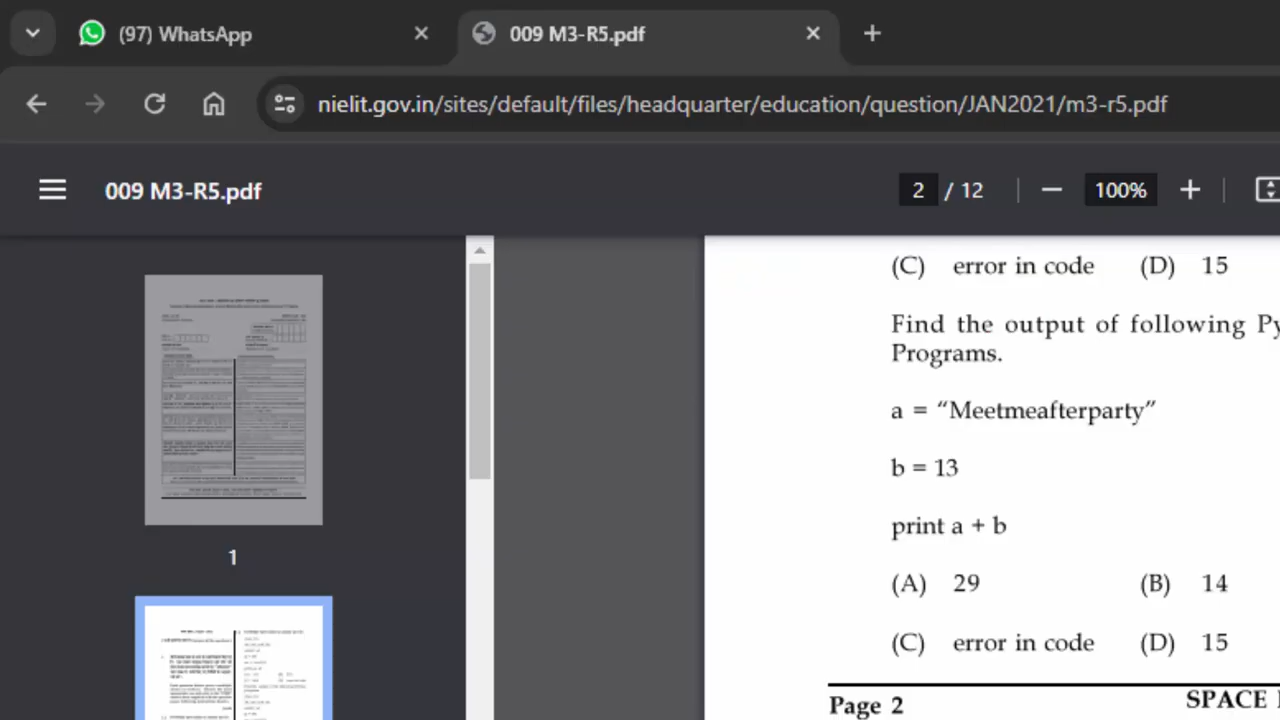 (97) WhatsApp
009 M3-R5.pdf
nielit.gov.in/sites/default/files/headquarter/education/question/JAN2021/m3-r5.pdf
009 M3-R5.pdf
2 / 12
100%
(C) error in code (D) 15
Find the output of following Py
Programs.
a = “Meetmeafterparty”
b = 13
print a + b
(A) 29 (B) 14
(C) error in code (D) 15
Page 2 SPACE
1